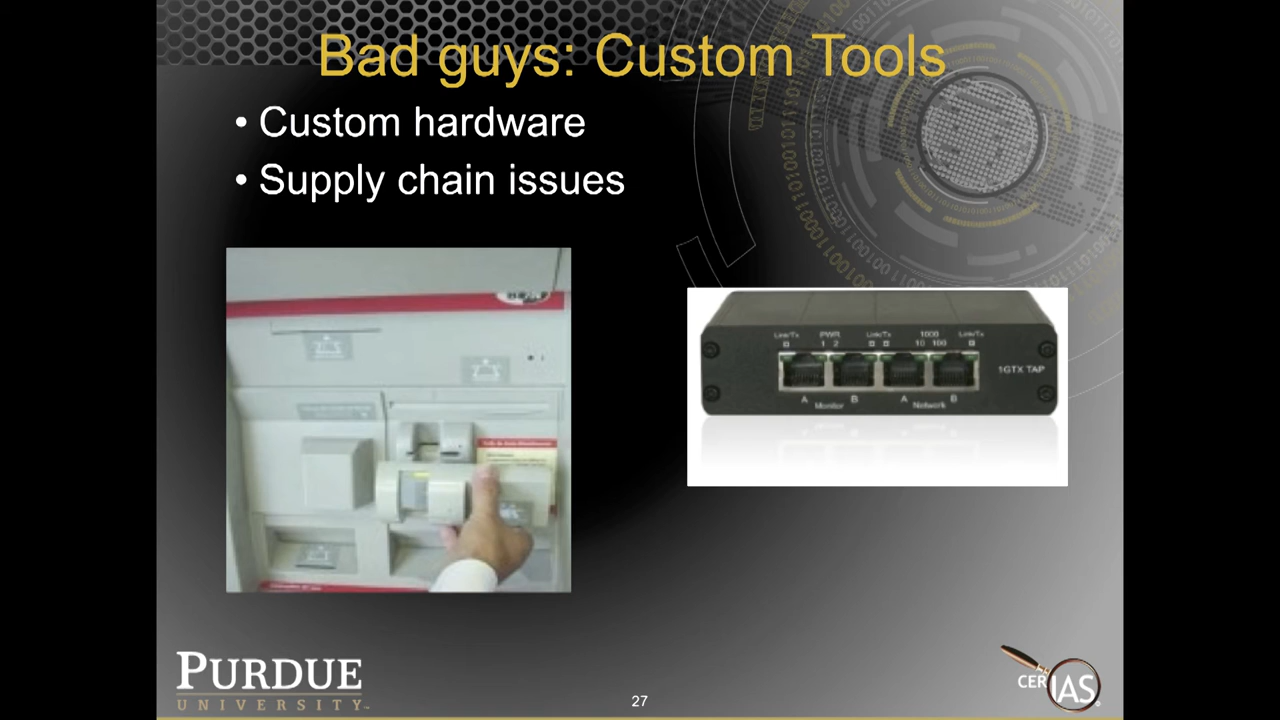 Bad guys: Custom Tools
• Custom hardware
• Supply chain issues
Link/Tx PWR Link/Tx 1000 Link/Tx
1 2 10 100
1GTX TAP
A B A B
Monitor Network
PURDUE
UNIVERSITY
CERIAS
27